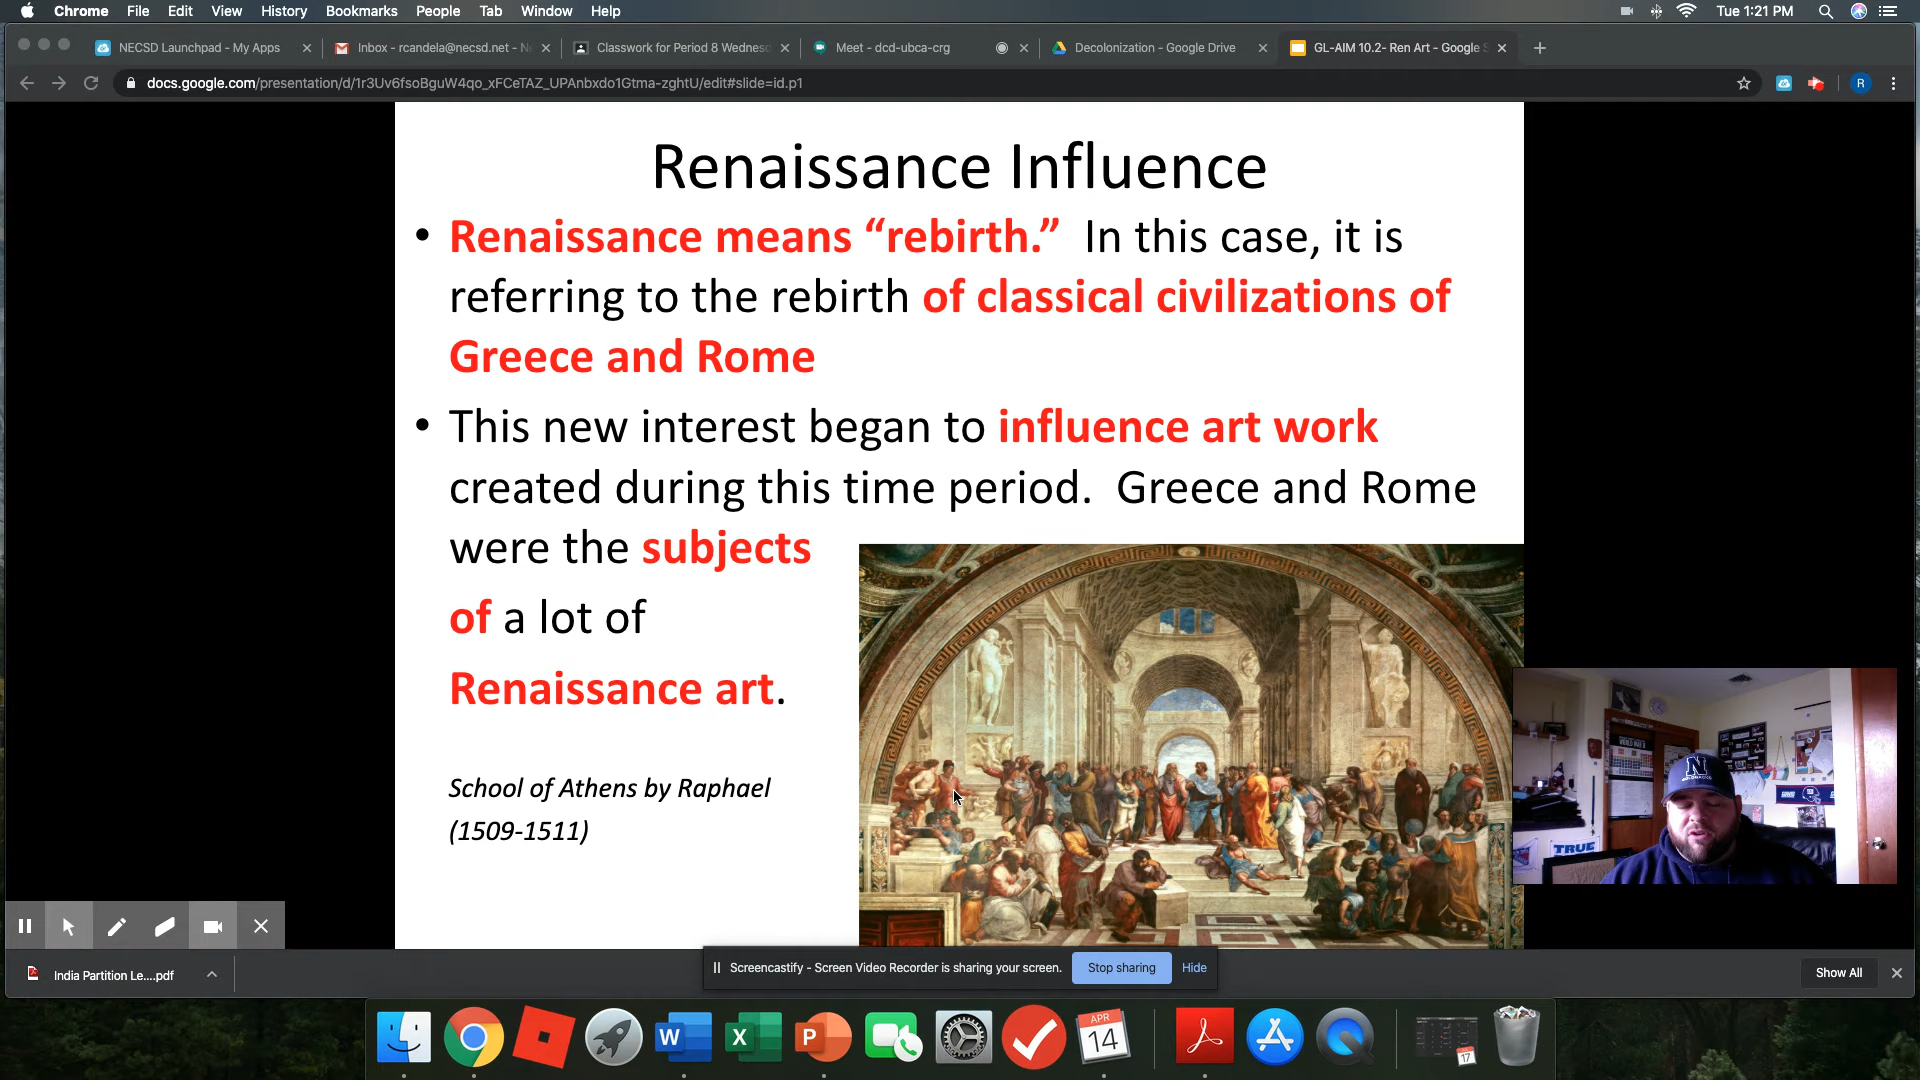 Chrome File Edit View History Bookmarks People Tab Window Help Tue 1:21 PM
NECSD Launchpad - My Apps Inbox - rcandela@necsd.net - N Classwork for Period 8 Wednesd Meet - dcd-ubca-crg Decolonization - Google Drive GL-AIM 10.2- Ren Art - Google S
docs.google.com/presentation/d/1r3Uv6fsoBguW4qo_xFCeTAZ_UPAnbxdo1Gtma-zghtU/edit#slide=id.p1 R
Renaissance Influence
• Renaissance means “rebirth.” In this case, it is
referring to the rebirth of classical civilizations of
Greece and Rome
• This new interest began to influence art work
created during this time period. Greece and Rome
were the subjects
of a lot of
Renaissance art.
School of Athens by Raphael
(1509-1511)
N
TRUE
Screencastify - Screen Video Recorder is sharing your screen. Stop sharing Hide
India Partition Le....pdf Show All
W X P APR 14 17